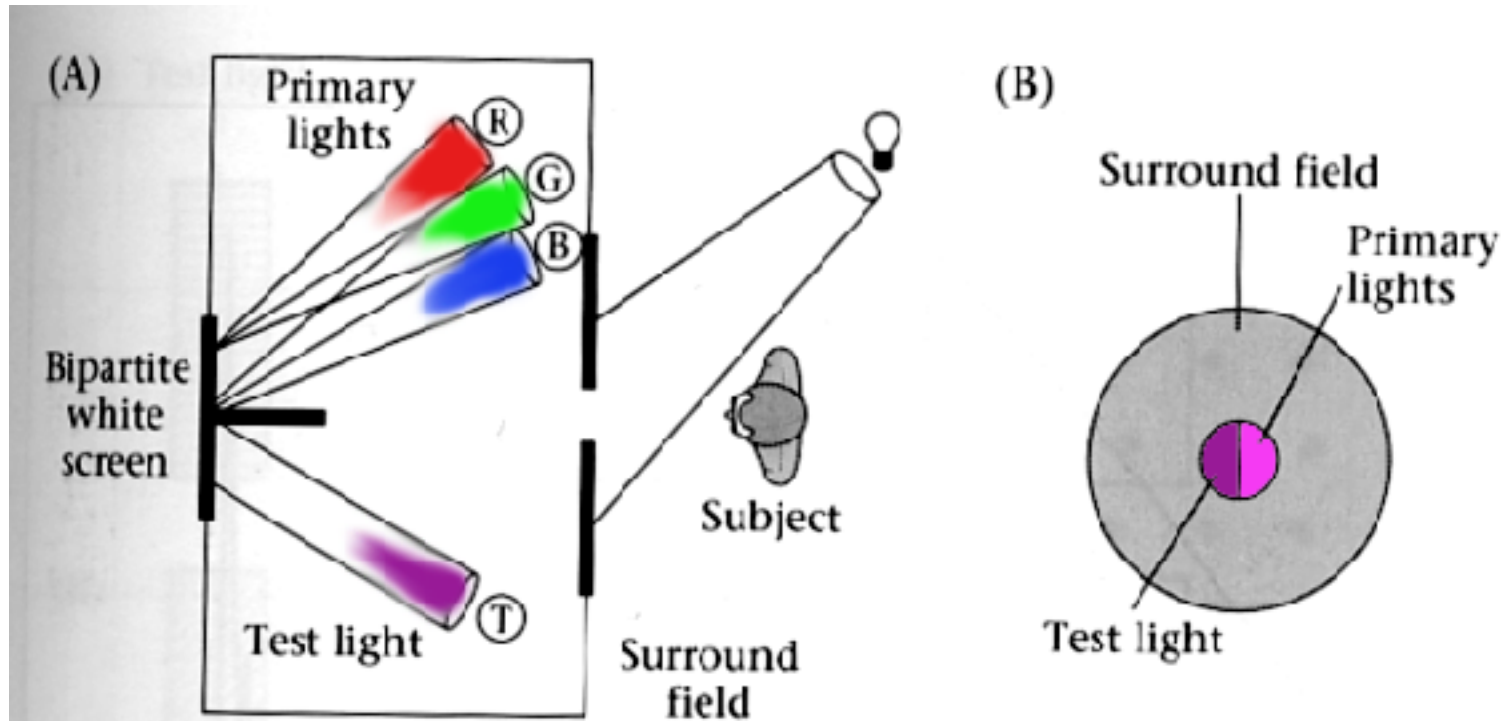 (A)
Primary
lights
R
G
B
Bipartite
white
screen
Test light
T
Subject
Surround
field
(B)
Surround field
Primary
lights
Test light